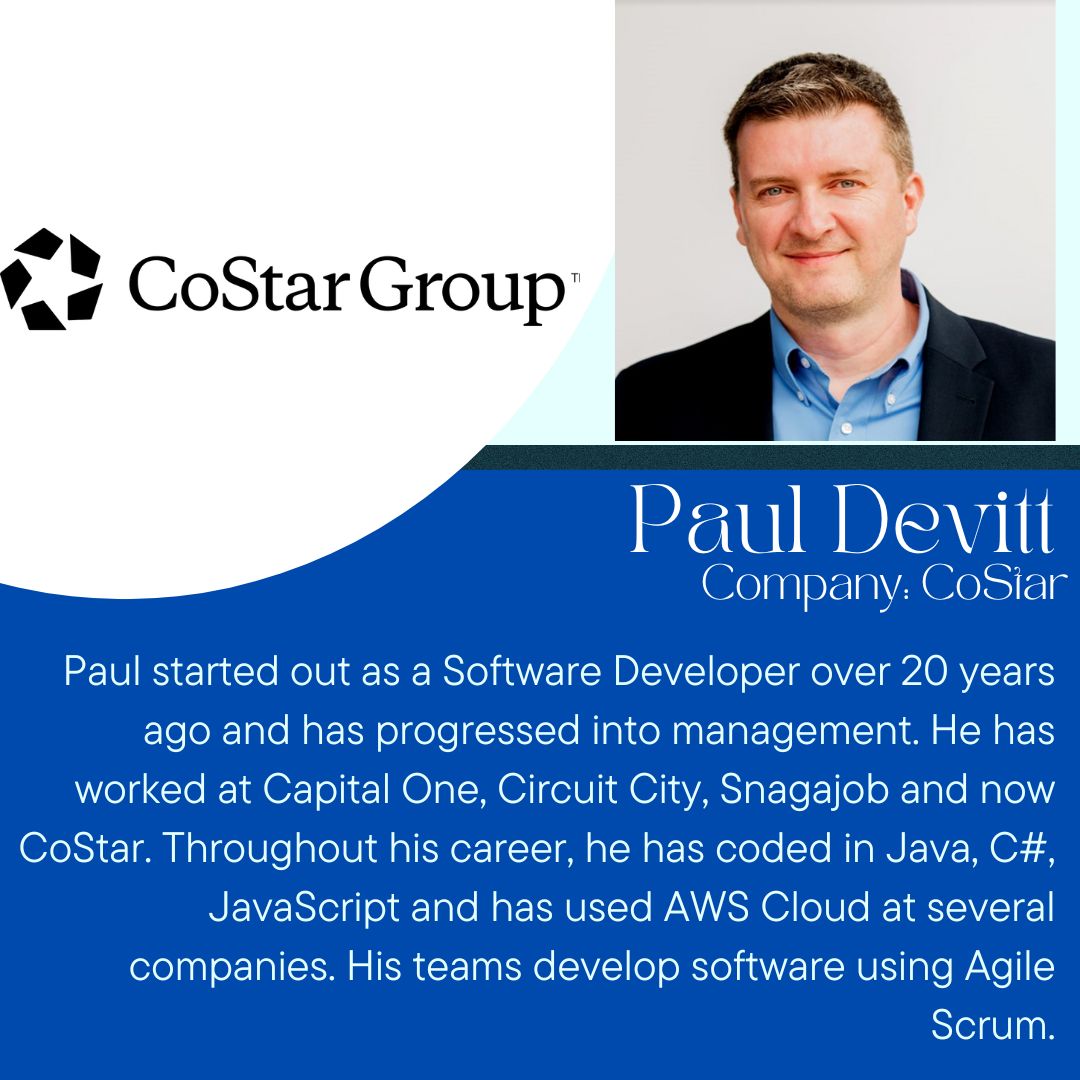 CoStar Group
Paul Devitt
Company: CoStar
Paul started out as a Software Developer over 20 years
ago and has progressed into management. He has
worked at Capital One, Circuit City, Snagajob and now
CoStar. Throughout his career, he has coded in Java, C#,
JavaScript and has used AWS Cloud at several
companies. His teams develop software using Agile
Scrum.